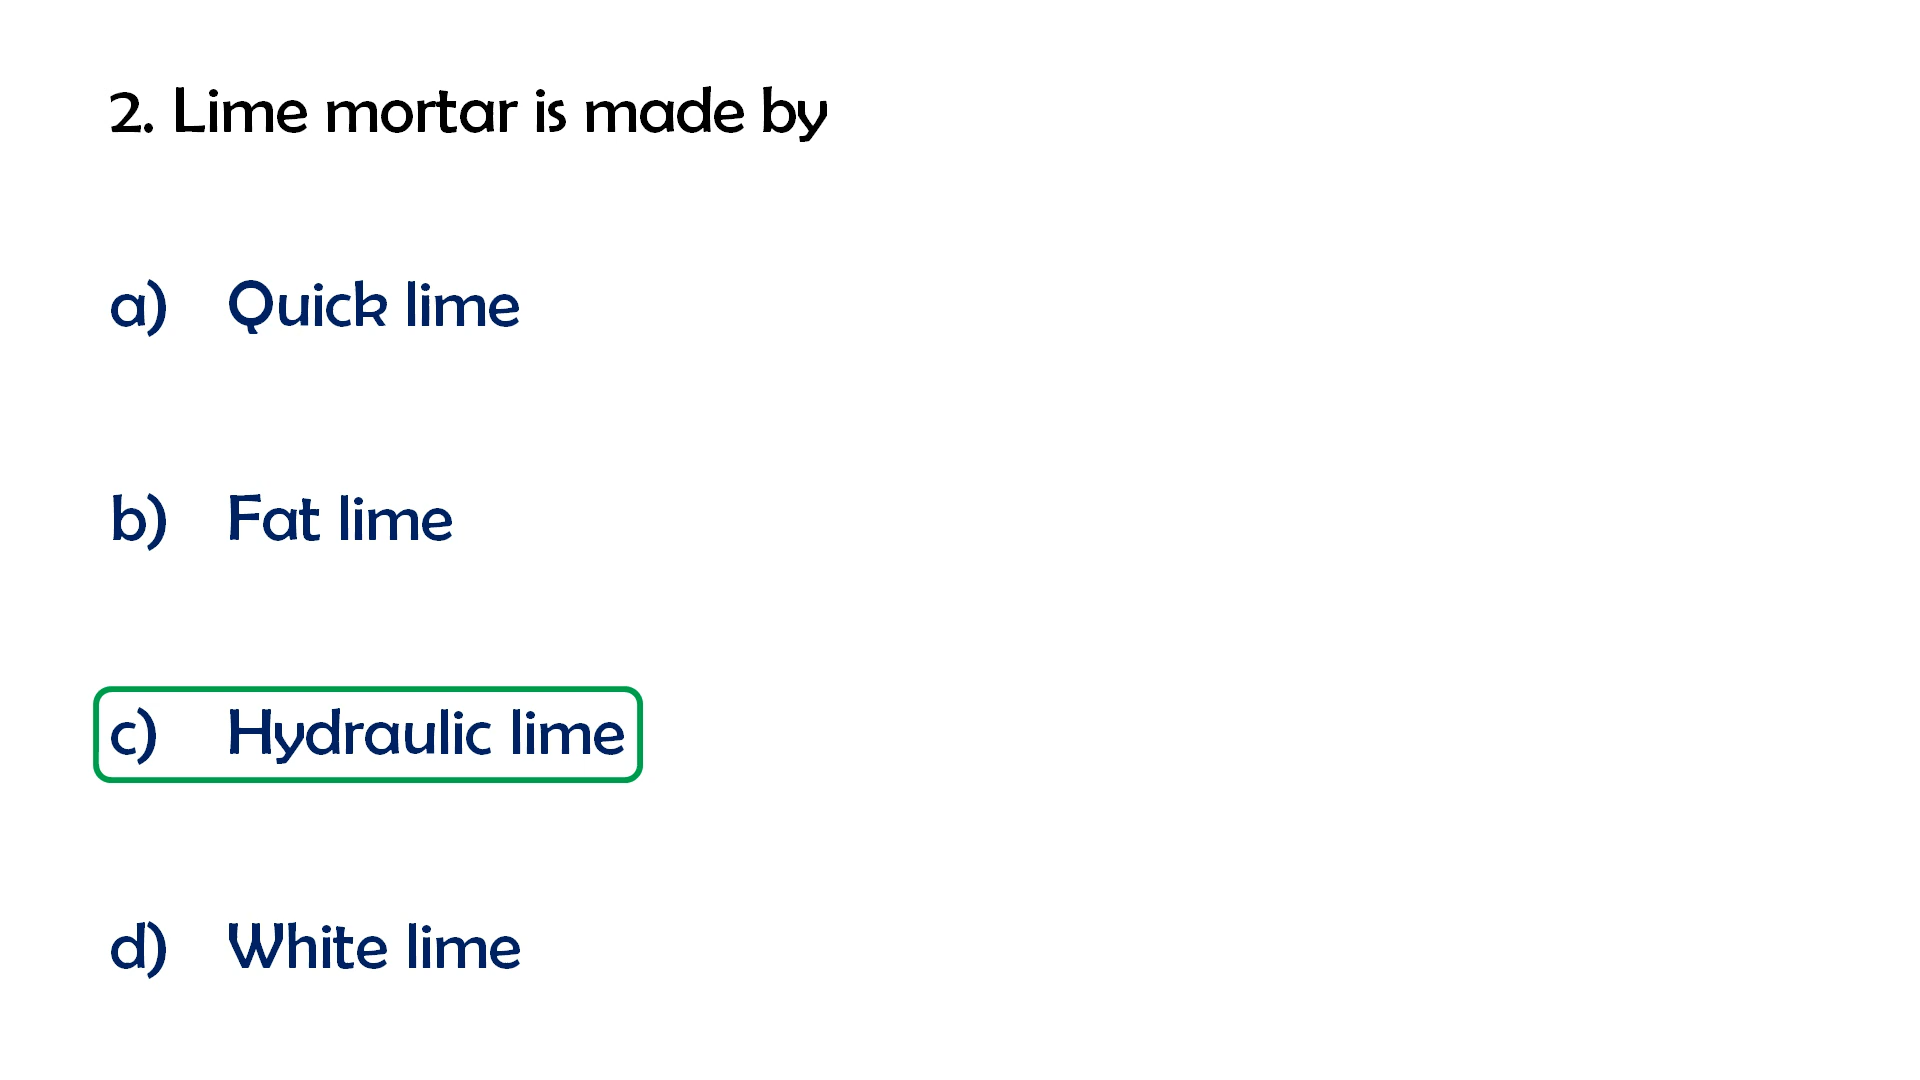 2. Lime mortar is made by
a) Quick lime
b) Fat lime
c) Hydraulic lime
d) White lime